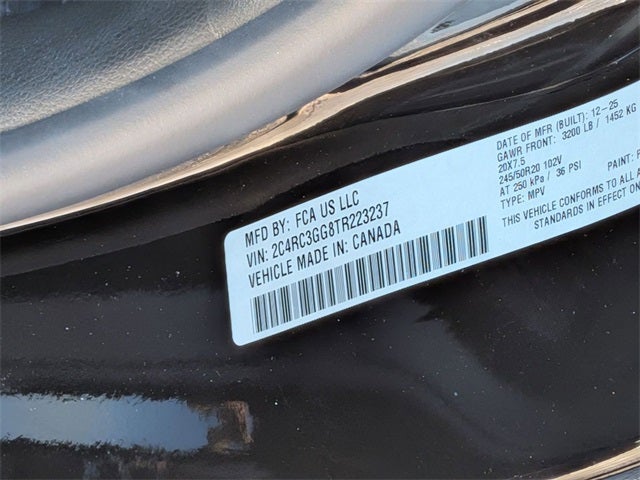 MFD BY: FCA US LLC
VIN: 2C4RC3GG8TR223237
VEHICLE MADE IN: CANADA
DATE OF MFR (BUILT): 12-25
GAWR FRONT: 3200 LB / 1452 KG
20X7.5
245/50R20 102V
AT 250 kPa / 36 PSI
TYPE: MPV
PAINT:
THIS VEHICLE CONFORMS TO ALL
STANDARDS IN EFFECT ON